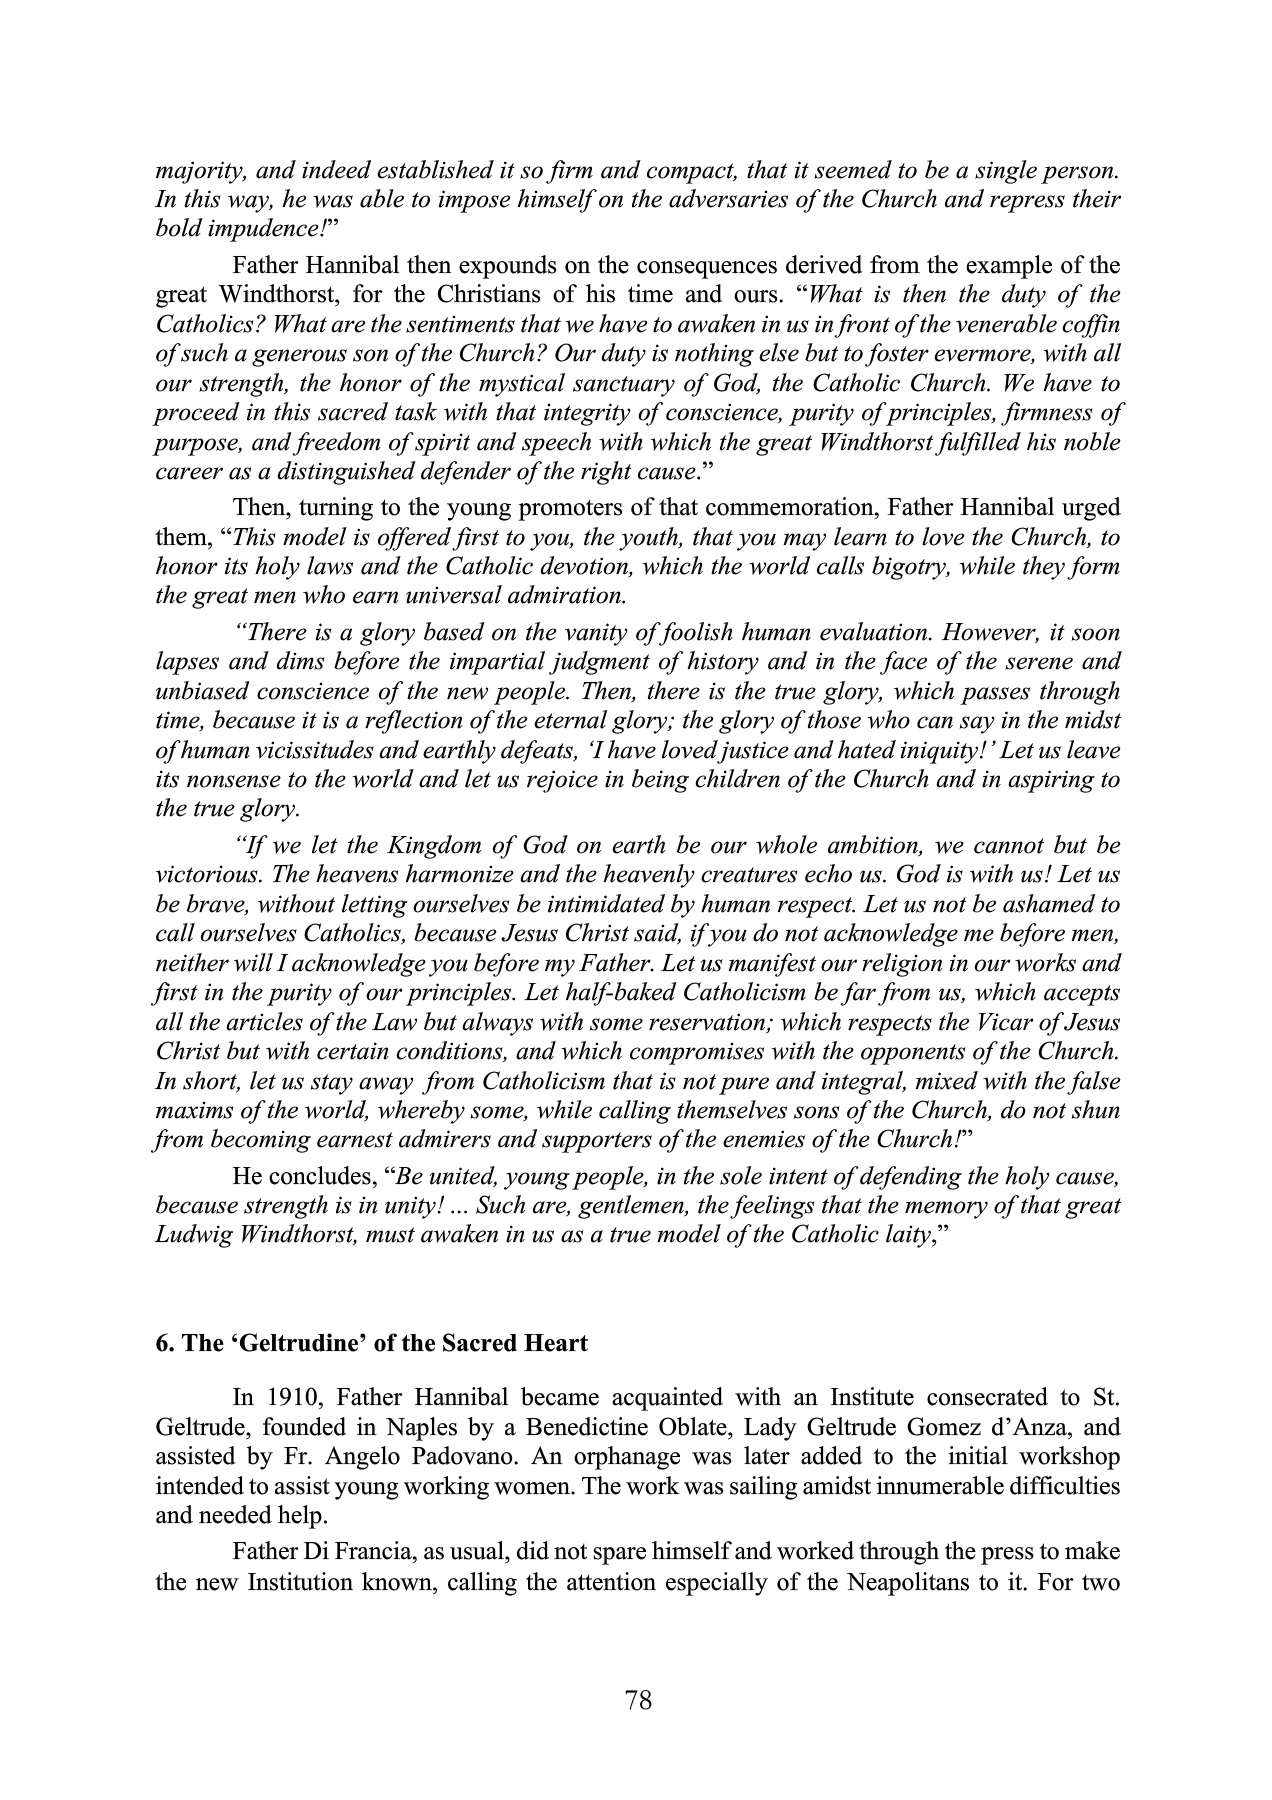 majority, and indeed established it so firm and compact, that it seemed to be a single person.
In this way, he was able to impose himself on the adversaries of the Church and repress their
bold impudence!”
Father Hannibal then expounds on the consequences derived from the example of the
great Windthorst, for the Christians of his time and ours. “What is then the duty of the
Catholics? What are the sentiments that we have to awaken in us in front of the venerable coffin
of such a generous son of the Church? Our duty is nothing else but to foster evermore, with all
our strength, the honor of the mystical sanctuary of God, the Catholic Church. We have to
proceed in this sacred task with that integrity of conscience, purity of principles, firmness of
purpose, and freedom of spirit and speech with which the great Windthorst fulfilled his noble
career as a distinguished defender of the right cause.”
Then, turning to the young promoters of that commemoration, Father Hannibal urged
them, “This model is offered first to you, the youth, that you may learn to love the Church, to
honor its holy laws and the Catholic devotion, which the world calls bigotry, while they form
the great men who earn universal admiration.
“There is a glory based on the vanity of foolish human evaluation. However, it soon
lapses and dims before the impartial judgment of history and in the face of the serene and
unbiased conscience of the new people. Then, there is the true glory, which passes through
time, because it is a reflection of the eternal glory; the glory of those who can say in the midst
of human vicissitudes and earthly defeats, ‘I have loved justice and hated iniquity!’ Let us leave
its nonsense to the world and let us rejoice in being children of the Church and in aspiring to
the true glory.
“If we let the Kingdom of God on earth be our whole ambition, we cannot but be
victorious. The heavens harmonize and the heavenly creatures echo us. God is with us! Let us
be brave, without letting ourselves be intimidated by human respect. Let us not be ashamed to
call ourselves Catholics, because Jesus Christ said, if you do not acknowledge me before men,
neither will I acknowledge you before my Father. Let us manifest our religion in our works and
first in the purity of our principles. Let half-baked Catholicism be far from us, which accepts
all the articles of the Law but always with some reservation; which respects the Vicar of Jesus
Christ but with certain conditions, and which compromises with the opponents of the Church.
In short, let us stay away from Catholicism that is not pure and integral, mixed with the false
maxims of the world, whereby some, while calling themselves sons of the Church, do not shun
from becoming earnest admirers and supporters of the enemies of the Church!”
He concludes, “Be united, young people, in the sole intent of defending the holy cause,
because strength is in unity! ... Such are, gentlemen, the feelings that the memory of that great
Ludwig Windthorst, must awaken in us as a true model of the Catholic laity,”
6. The ‘Geltrudine’ of the Sacred Heart
In 1910, Father Hannibal became acquainted with an Institute consecrated to St.
Geltrude, founded in Naples by a Benedictine Oblate, Lady Geltrude Gomez d’Anza, and
assisted by Fr. Angelo Padovano. An orphanage was later added to the initial workshop
intended to assist young working women. The work was sailing amidst innumerable difficulties
and needed help.
Father Di Francia, as usual, did not spare himself and worked through the press to make
the new Institution known, calling the attention especially of the Neapolitans to it. For two
78